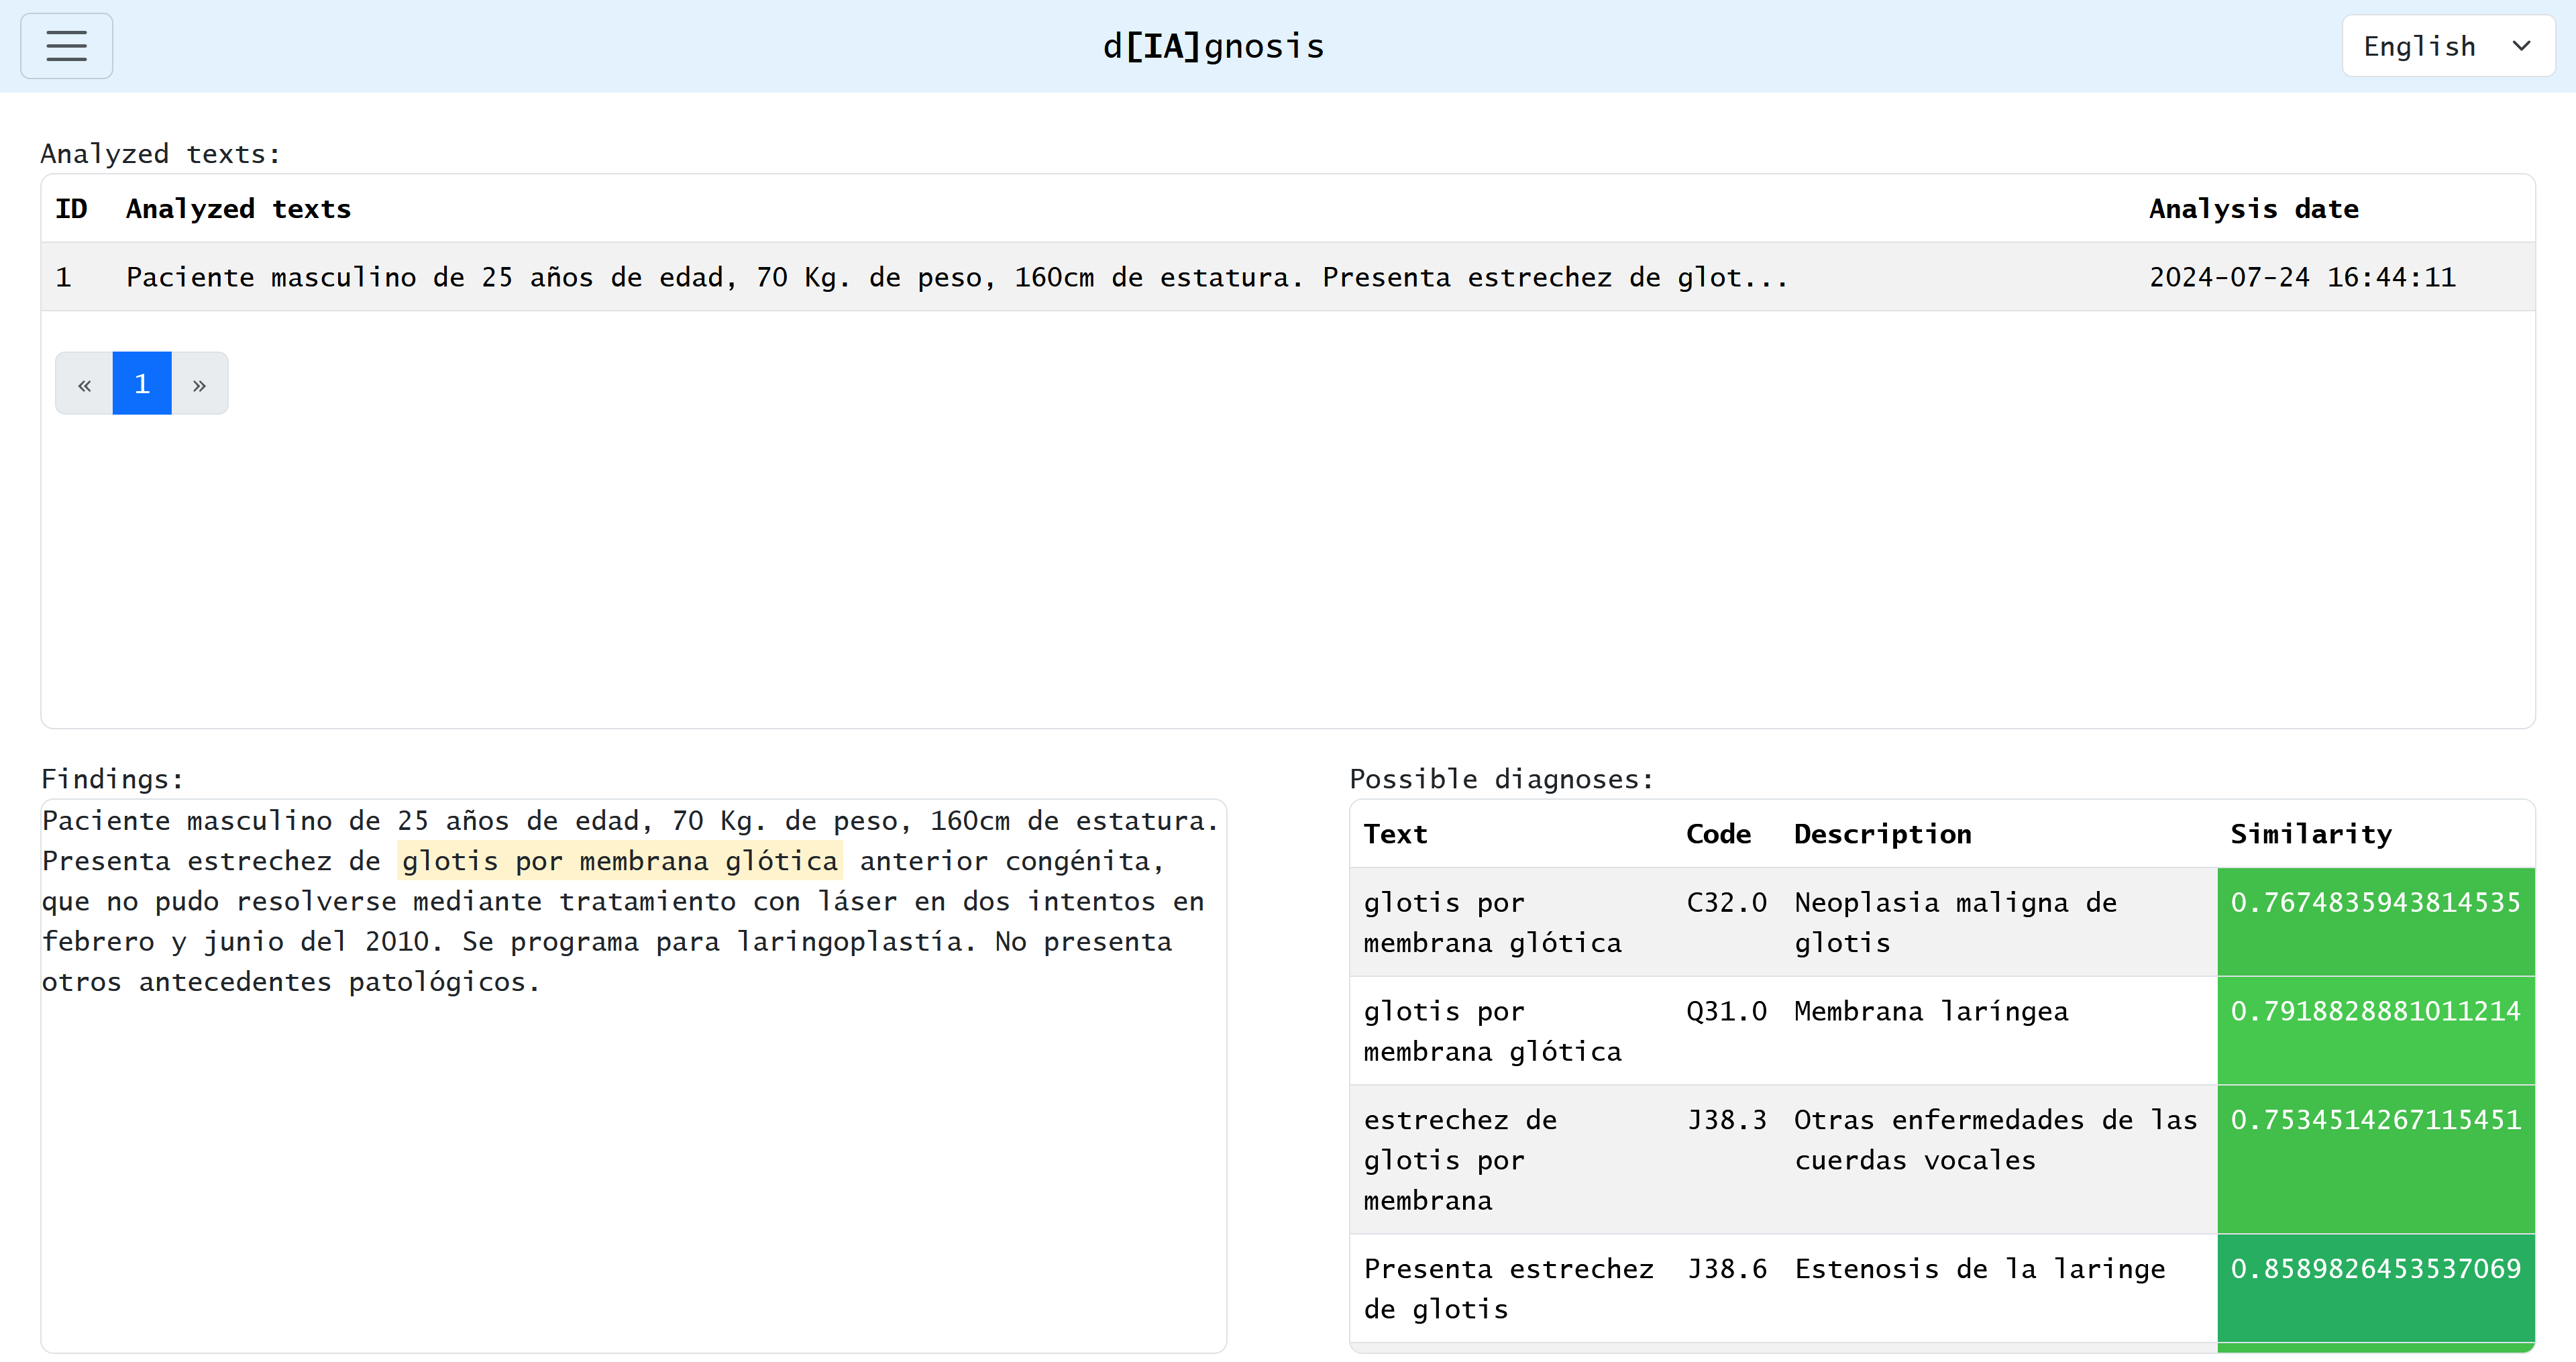 d[IA]gnosis
English
Analyzed texts:
ID Analyzed texts Analysis date
1 Paciente masculino de 25 años de edad, 70 Kg. de peso, 160cm de estatura. Presenta estrechez de glot... 2024-07-24 16:44:11
« 1 »
Findings:
Paciente masculino de 25 años de edad, 70 Kg. de peso, 160cm de estatura.
Presenta estrechez de glotis por membrana glótica anterior congénita,
que no pudo resolverse mediante tratamiento con láser en dos intentos en
febrero y junio del 2010. Se programa para laringoplastía. No presenta
otros antecedentes patológicos.
Possible diagnoses:
Text Code Description Similarity
glotis por C32.0 Neoplasia maligna de 0.7674835943814535
membrana glótica glotis
glotis por Q31.0 Membrana laríngea 0.7918828881011214
membrana glótica
estrechez de J38.3 Otras enfermedades de las 0.7534514267115451
glotis por cuerdas vocales
membrana
Presenta estrechez J38.6 Estenosis de la laringe 0.8589826453537069
de glotis